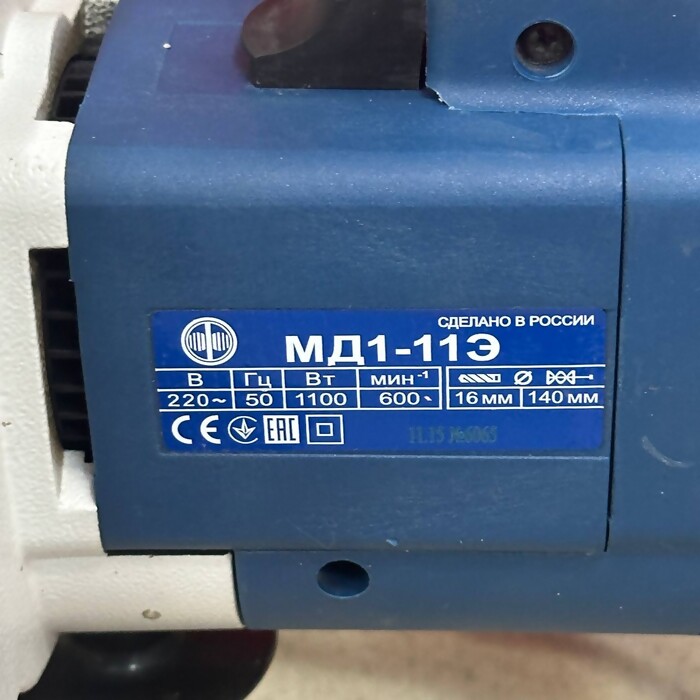 СДЕЛАНО В РОССИИ
МД1-11Э
В Гц Вт мин⁻¹ Ø
220~ 50 1100 600 16 мм 140 мм
CE EAC
11.15 №6065